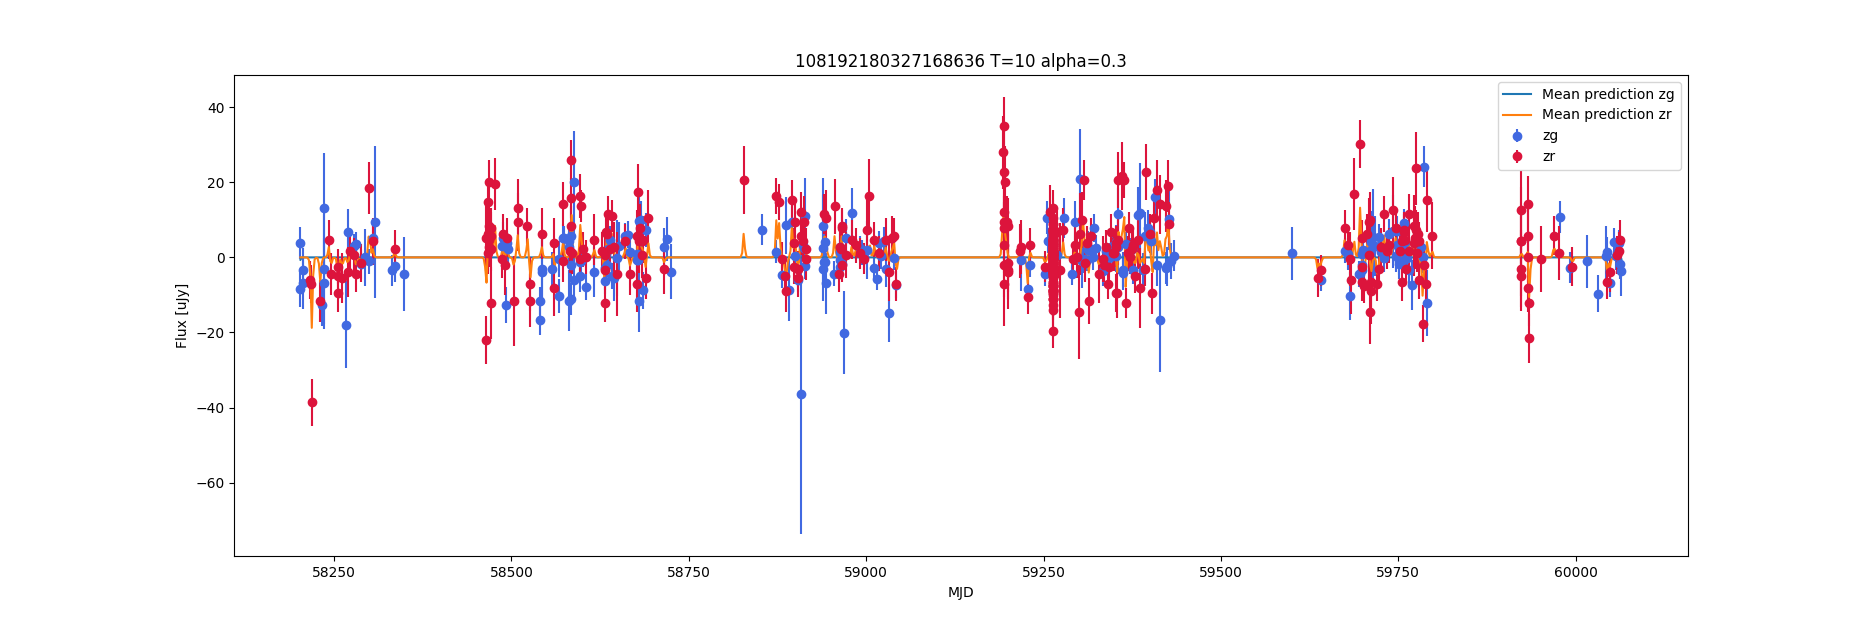 108192180327168636 T=10 alpha=0.3
Flux [uJy]
40
20
0
−20
−40
−60
58250 58500 58750 59000 59250 59500 59750 60000
MJD
Mean prediction zg
Mean prediction zr
zg
zr